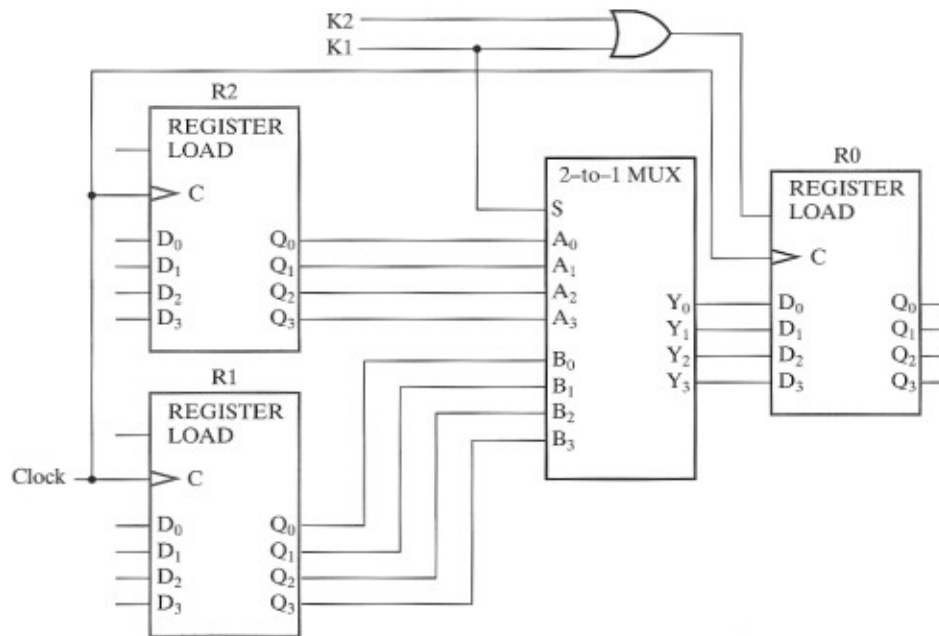 K2
K1
R2
REGISTER
LOAD
C
D₀ Q₀
D₁ Q₁
D₂ Q₂
D₃ Q₃
R1
REGISTER
LOAD
Clock
C
D₀ Q₀
D₁ Q₁
D₂ Q₂
D₃ Q₃
2–to–1 MUX
S
A₀
A₁
A₂
A₃
Y₀
Y₁
Y₂
Y₃
B₀
B₁
B₂
B₃
R0
REGISTER
LOAD
C
D₀ Q₀
D₁ Q₁
D₂ Q₂
D₃ Q₃